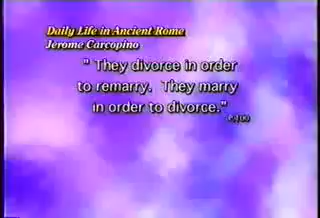 Daily Life in Ancient Rome
Jerome Carcopino
" They divorce in order
to remarry. They marry
in order to divorce."